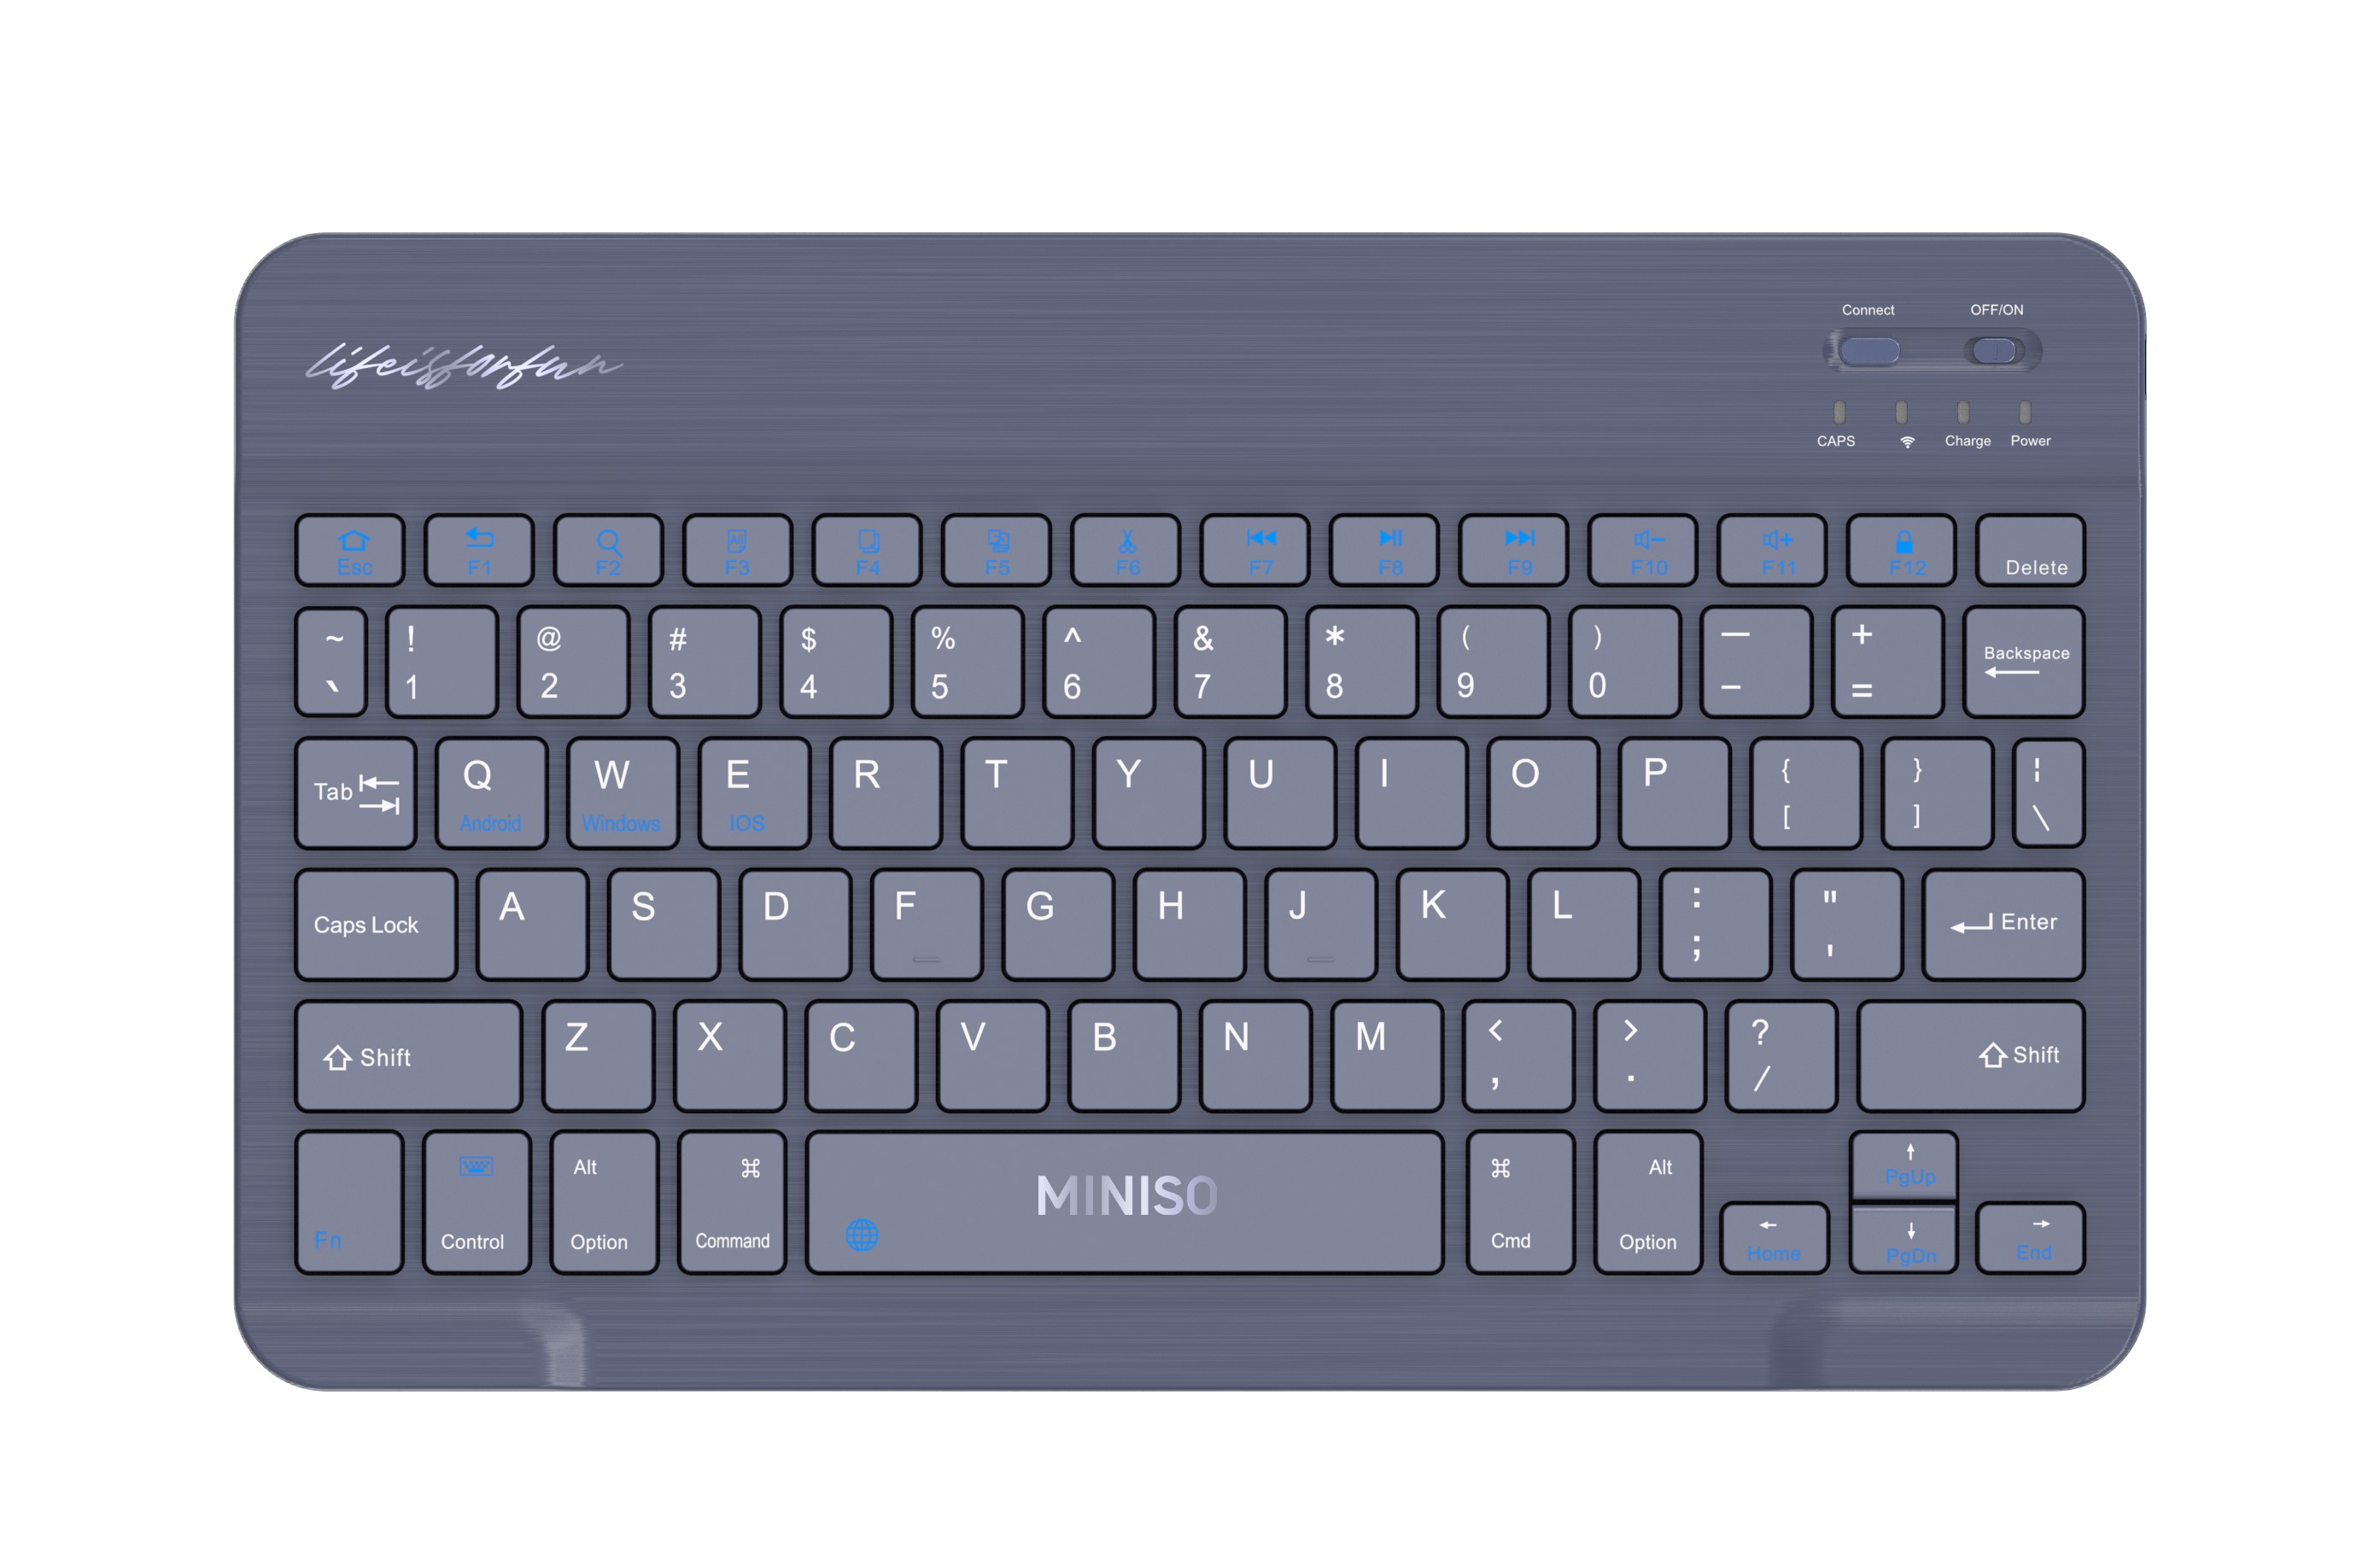 Connect OFF/ON
lifeisforfun
CAPS Charge Power
Esc F1 F2 F3 F4 F5 F6 F7 F8 F9 F10 F11 F12 Delete
All
~ ! @ # $ % ^ & * ( ) — +
` 1 2 3 4 5 6 7 8 9 0 - =
Backspace
Tab Q W E R T Y U I O P { } ¦
[ ] \
Android Windows IOS
Caps Lock A S D F G H J K L : "
; '
Enter
Shift Z X C V B N M < > ?
, . /
Shift
Alt ⌘ MINISO ⌘ Alt ↑
PgUp
Fn Control Option Command Cmd Option
← ↓ →
Home PgDn End